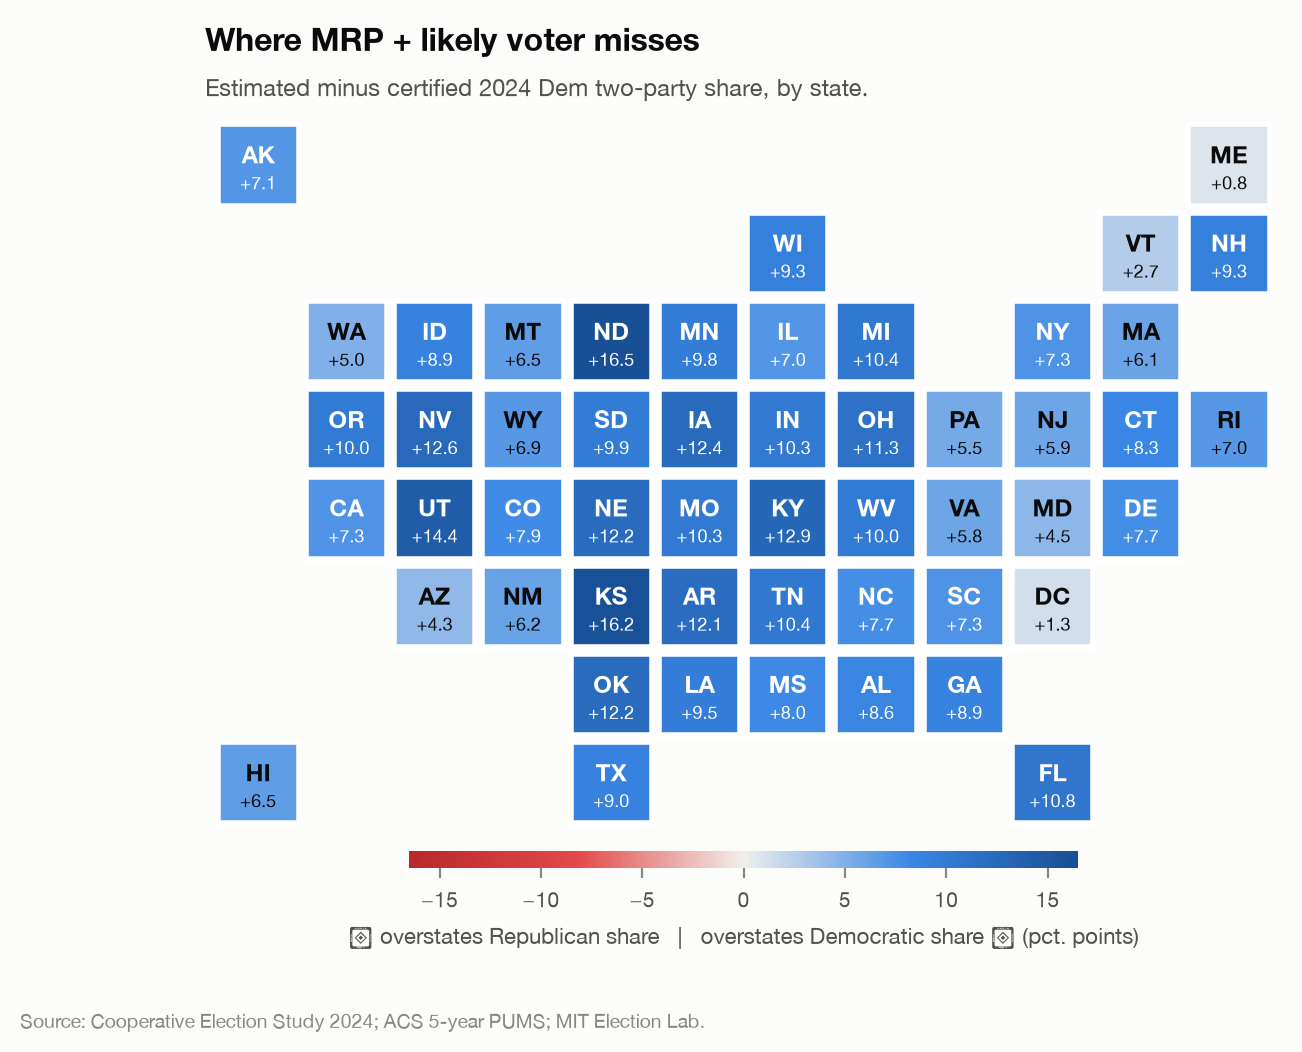 Where MRP + likely voter misses
Estimated minus certified 2024 Dem two-party share, by state.
AK
+7.1
ME
+0.8
WI
+9.3
VT
+2.7
NH
+9.3
WA
+5.0
ID
+8.9
MT
+6.5
ND
+16.5
MN
+9.8
IL
+7.0
MI
+10.4
NY
+7.3
MA
+6.1
OR
+10.0
NV
+12.6
WY
+6.9
SD
+9.9
IA
+12.4
IN
+10.3
OH
+11.3
PA
+5.5
NJ
+5.9
CT
+8.3
RI
+7.0
CA
+7.3
UT
+14.4
CO
+7.9
NE
+12.2
MO
+10.3
KY
+12.9
WV
+10.0
VA
+5.8
MD
+4.5
DE
+7.7
AZ
+4.3
NM
+6.2
KS
+16.2
AR
+12.1
TN
+10.4
NC
+7.7
SC
+7.3
DC
+1.3
OK
+12.2
LA
+9.5
MS
+8.0
AL
+8.6
GA
+8.9
HI
+6.5
TX
+9.0
FL
+10.8
−15 −10 −5 0 5 10 15
overstates Republican share | overstates Democratic share (pct. points)
Source: Cooperative Election Study 2024; ACS 5-year PUMS; MIT Election Lab.